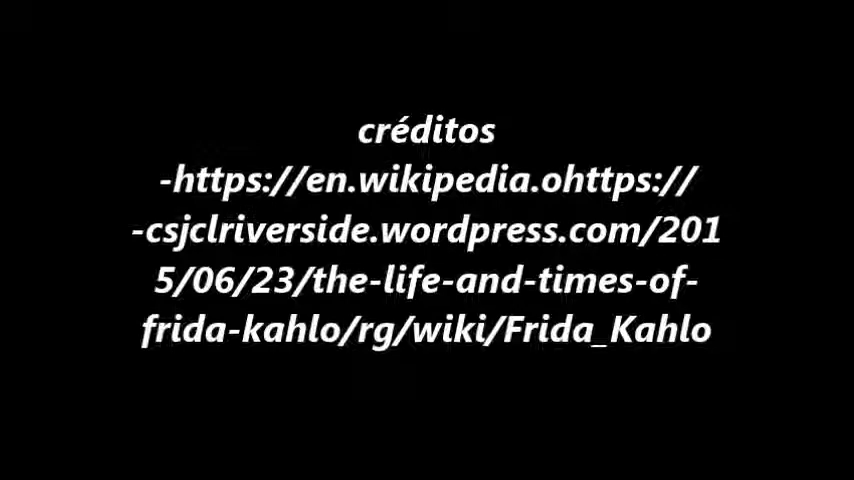 créditos
-https://en.wikipedia.ohttps://
-csjclriverside.wordpress.com/201
5/06/23/the-life-and-times-of-
frida-kahlo/rg/wiki/Frida_Kahlo